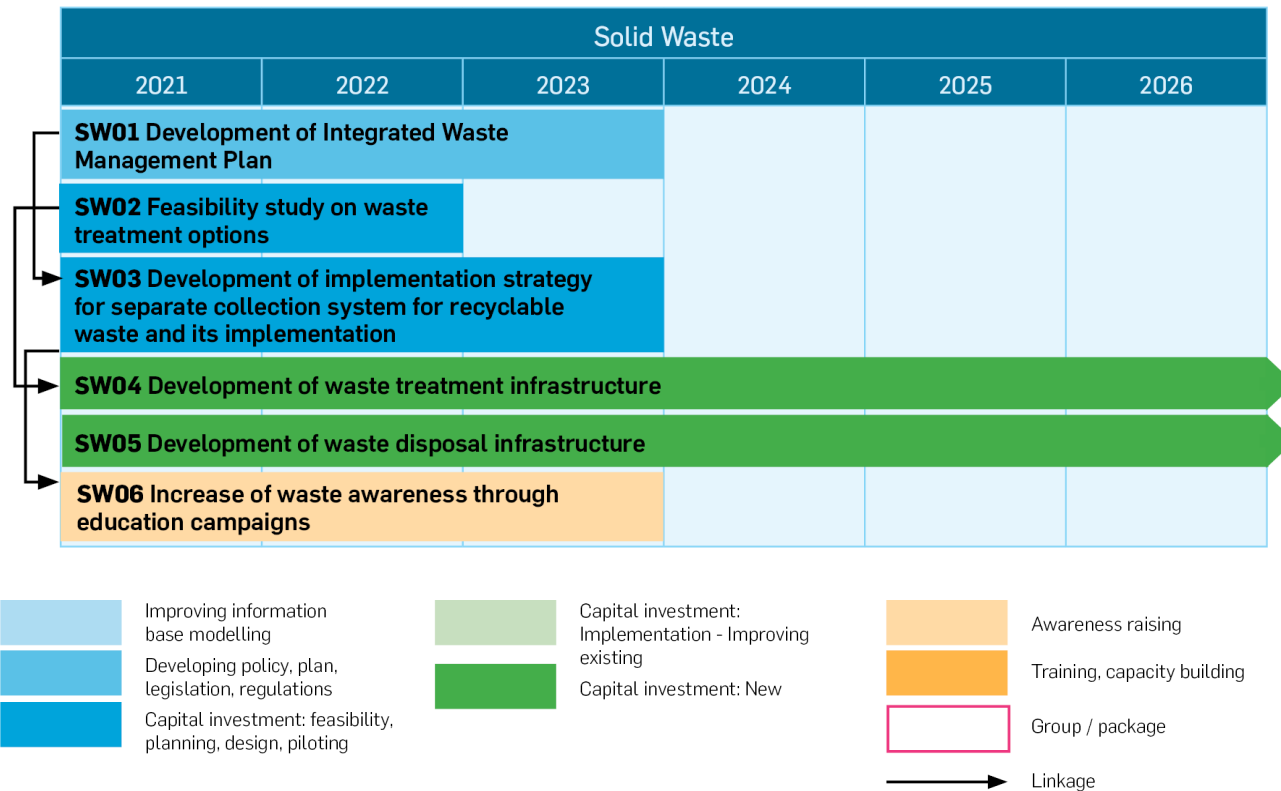 Solid Waste
2021 2022 2023 2024 2025 2026
SW01 Development of Integrated Waste
Management Plan
SW02 Feasibility study on waste
treatment options
SW03 Development of implementation strategy
for separate collection system for recyclable
waste and its implementation
SW04 Development of waste treatment infrastructure
SW05 Development of waste disposal infrastructure
SW06 Increase of waste awareness through
education campaigns
Improving information
base modelling
Developing policy, plan,
legislation, regulations
Capital investment: feasibility,
planning, design, piloting
Capital investment:
Implementation - Improving
existing
Capital investment: New
Awareness raising
Training, capacity building
Group / package
Linkage